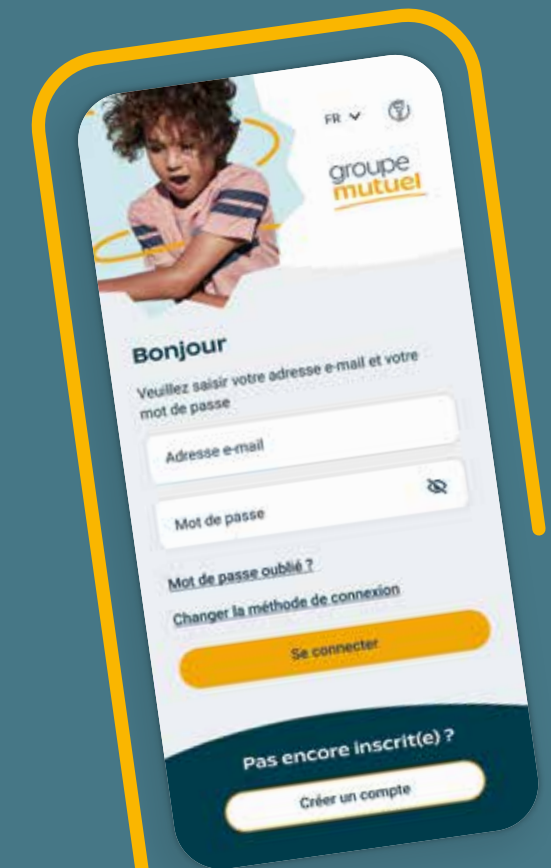 FR
groupe
mutuel
Bonjour
Veuillez saisir votre adresse e-mail et votre
mot de passe
Adresse e-mail
Mot de passe
Mot de passe oublié ?
Changer la méthode de connexion
Se connecter
Pas encore inscrit(e) ?
Créer un compte